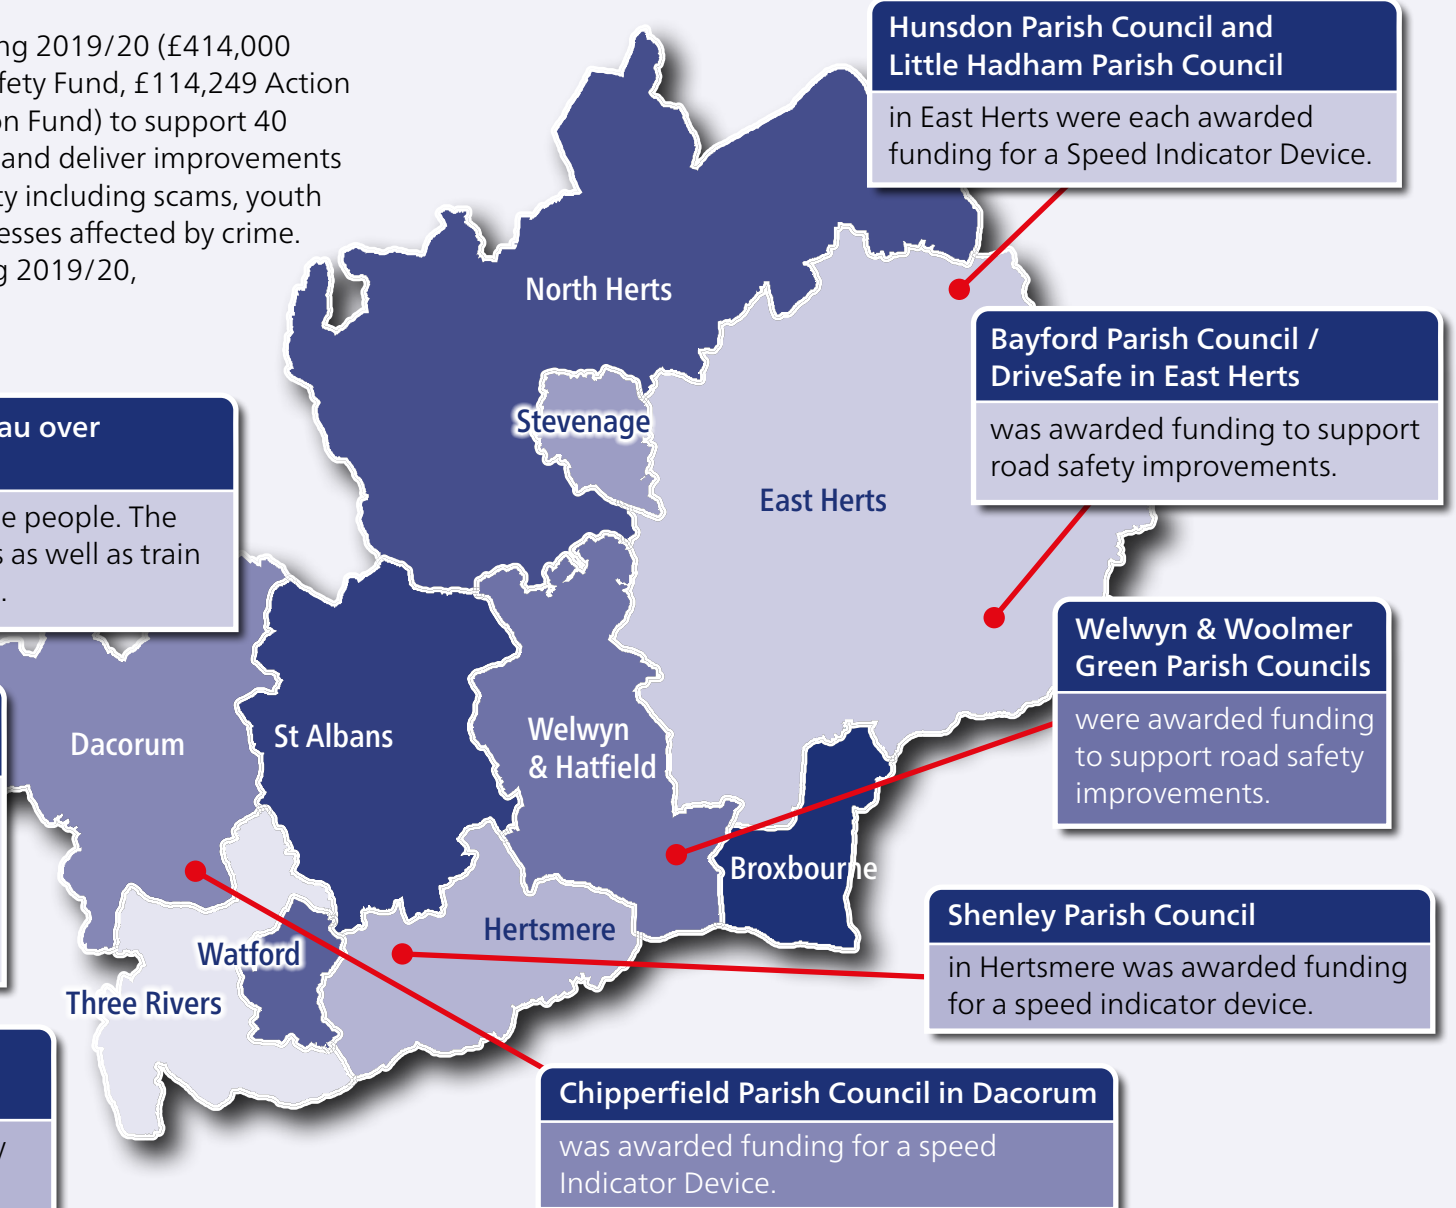 ng 2019/20 (£414,000
fety Fund, £114,249 Action
on Fund) to support 40
and deliver improvements
ty including scams, youth
esses affected by crime.
g 2019/20,
Hunsdon Parish Council and
Little Hadham Parish Council
in East Herts were each awarded
funding for a Speed Indicator Device.
North Herts
Bayford Parish Council /
DriveSafe in East Herts
was awarded funding to support
road safety improvements.
au over
e people. The
s as well as train
.
Stevenage
East Herts
Welwyn & Woolmer
Green Parish Councils
were awarded funding
to support road safety
improvements.
Dacorum
St Albans
Welwyn
& Hatfield
Broxbourne
Hertsmere
Watford
Three Rivers
Shenley Parish Council
in Hertsmere was awarded funding
for a speed indicator device.
Chipperfield Parish Council in Dacorum
was awarded funding for a speed
Indicator Device.
y